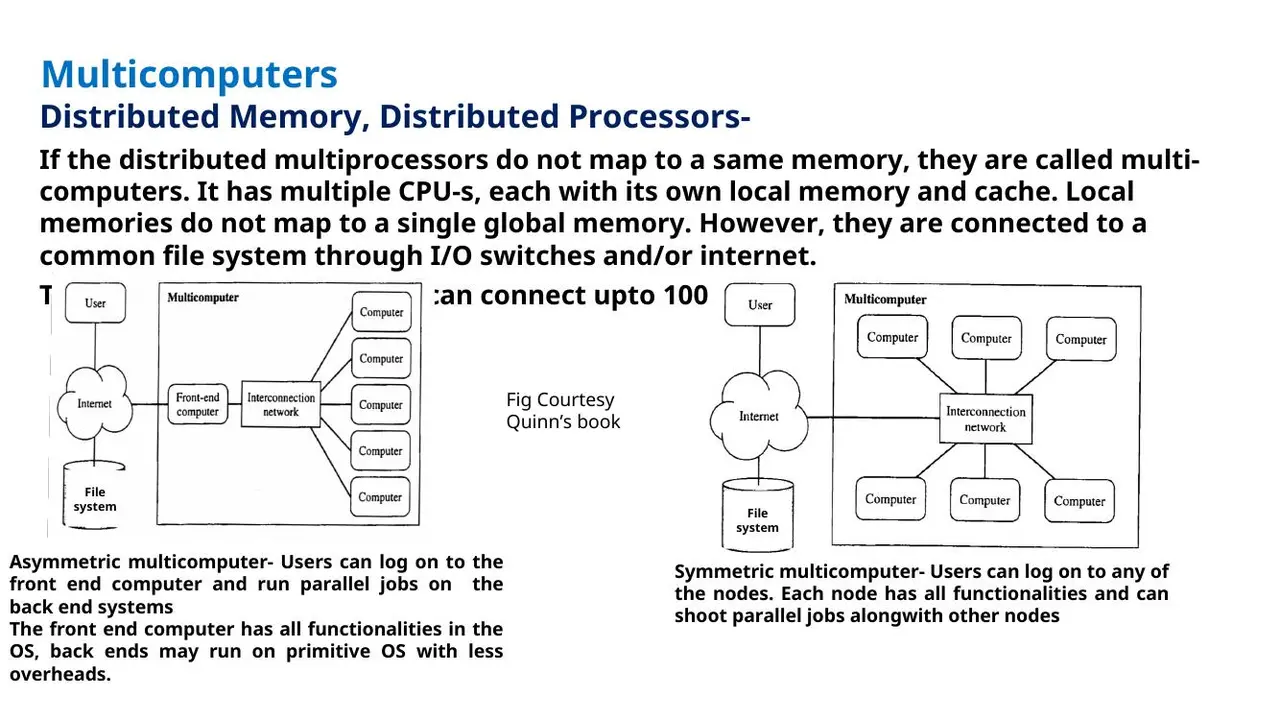 Multicomputers
Distributed Memory, Distributed Processors-
If the distributed multiprocessors do not map to a same memory, they are called multi-
computers. It has multiple CPU-s, each with its own local memory and cache. Local
memories do not map to a single global memory. However, they are connected to a
common file system through I/O switches and/or internet.
can connect upto 100
User
Multicomputer
Computer
Computer
Internet
Front-end
computer
Interconnection
network
Computer
Computer
Computer
File
system
Fig Courtesy
Quinn’s book
User
Multicomputer
Computer
Computer
Computer
Internet
Interconnection
network
Computer
Computer
Computer
File
system
Asymmetric multicomputer- Users can log on to the
front end computer and run parallel jobs on the
back end systems
The front end computer has all functionalities in the
OS, back ends may run on primitive OS with less
overheads.
Symmetric multicomputer- Users can log on to any of
the nodes. Each node has all functionalities and can
shoot parallel jobs alongwith other nodes